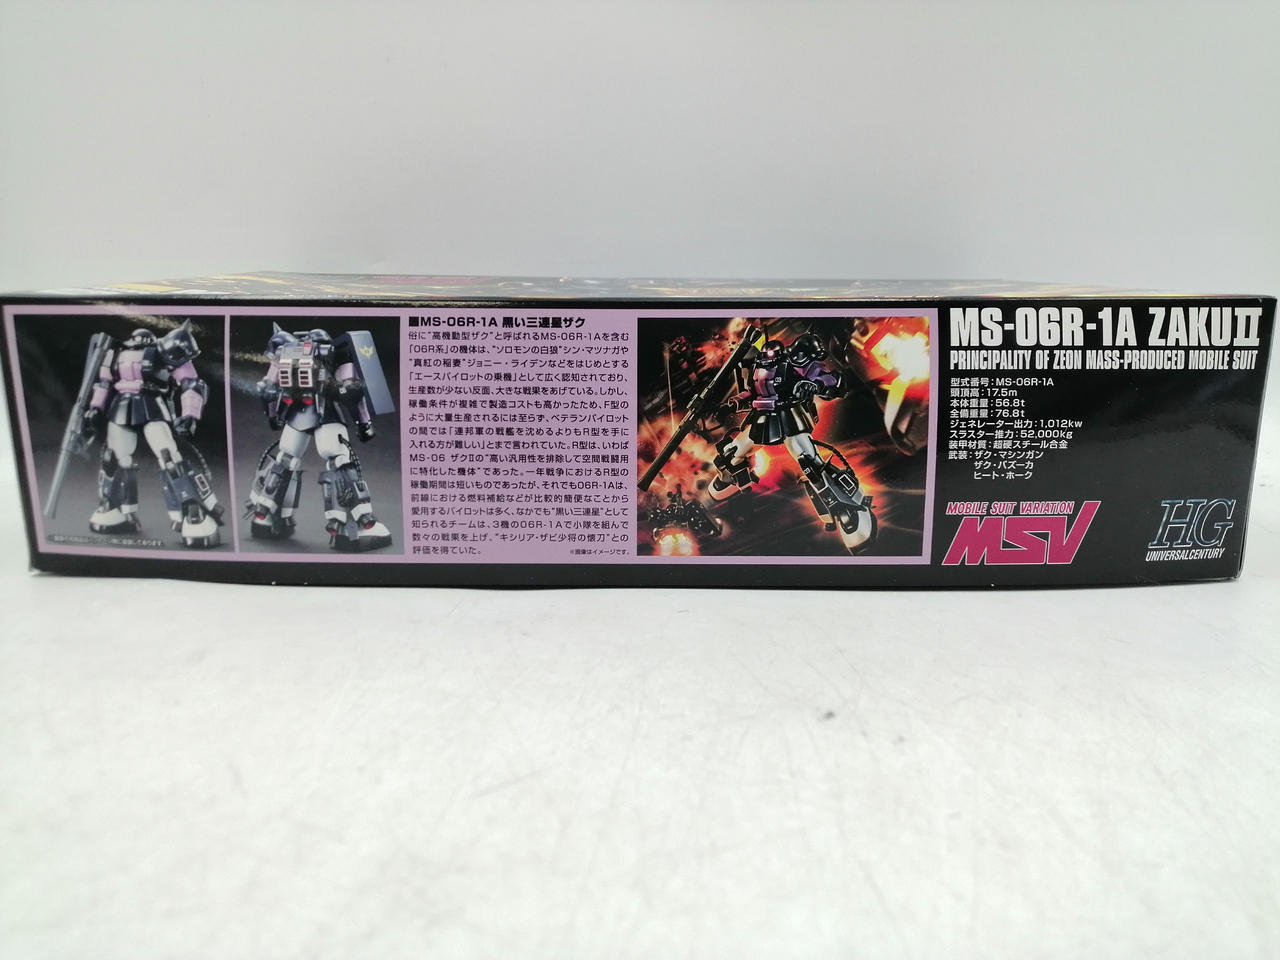 ■MS-06R-1A 黒い三連星ザク
俗に"高機動型ザク"と呼ばれるMS-06R-1Aを含む
「06R系」の機体は、"ソロモンの白狼"シン・マツナガや
"真紅の稲妻"ジョニー・ライデンなどをはじめとする
「エースパイロットの乗機」として広く認知されており、
生産数が少ない反面、大きな戦果をあげている。しかし、
稼働条件が複雑で製造コストも高かったため、F型の
ように大量生産されるには至らず、ベテランパイロット
の間では「連邦軍の戦艦を沈めるよりもR型を手に
入れる方が難しい」とまで言われていた。R型は、いわば
MS-06 ザクⅡの"高い汎用性を排除して空間戦闘用
に特化した機体"であった。一年戦争におけるR型の
稼働期間は短いものであったが、それでも06R-1Aは、
前線における燃料補給などが比較的簡便なことから
愛用するパイロットは多く、なかでも"黒い三連星"として
知られるチームは、3機の06R-1Aで小隊を組んで
数々の戦果を上げ、"キシリア・ザビ少将の懐刀"との
評価を得ていた。
※画像はイメージです。
MS-06R-1A ZAKUⅡ
PRINCIPALITY OF ZEON MASS-PRODUCED MOBILE SUIT
型式番号：MS-06R-1A
頭頂高：17.5m
本体重量：56.8t
全備重量：76.8t
ジェネレーター出力：1,012kw
スラスター推力：52,000kg
装甲材質：超硬スチール合金
武装：ザク・マシンガン
ザク・バズーカ
ヒート・ホーク
MOBILE SUIT VARIATION
MSV
HG
UNIVERSAL CENTURY